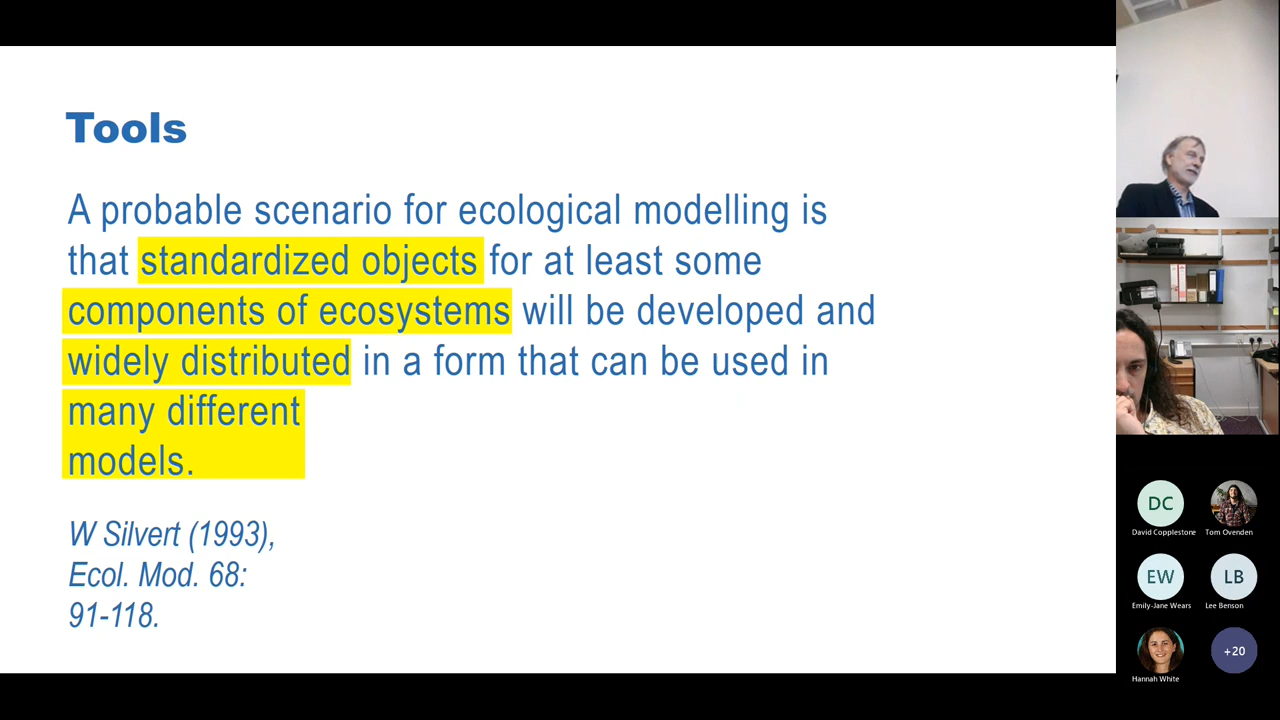 Tools
A probable scenario for ecological modelling is
that standardized objects for at least some
components of ecosystems will be developed and
widely distributed in a form that can be used in
many different
models.
W Silvert (1993),
Ecol. Mod. 68:
91-118.
DC
David Copplestone
Tom Ovenden
EW
Emily-Jane Wears
LB
Lee Benson
Hannah White
+20